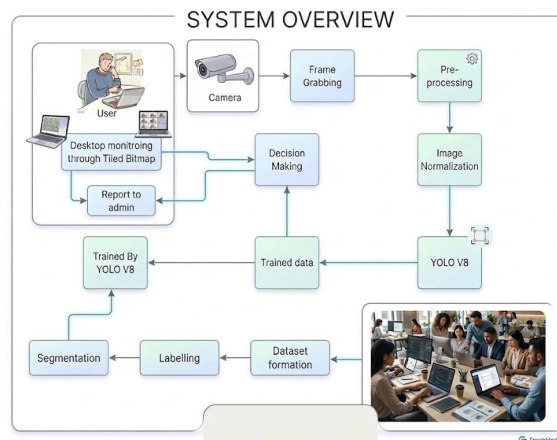 SYSTEM OVERVIEW
User
Camera
Frame
Grabbing
Pre-
processing
Desktop monitroing
through Tiied Bitmap
Decision
Making
Image
Normalization
Report to
admin
Trained By
YOLO V8
Trained data
YOLO V8
Segmentation
Labelling
Dataset
formation